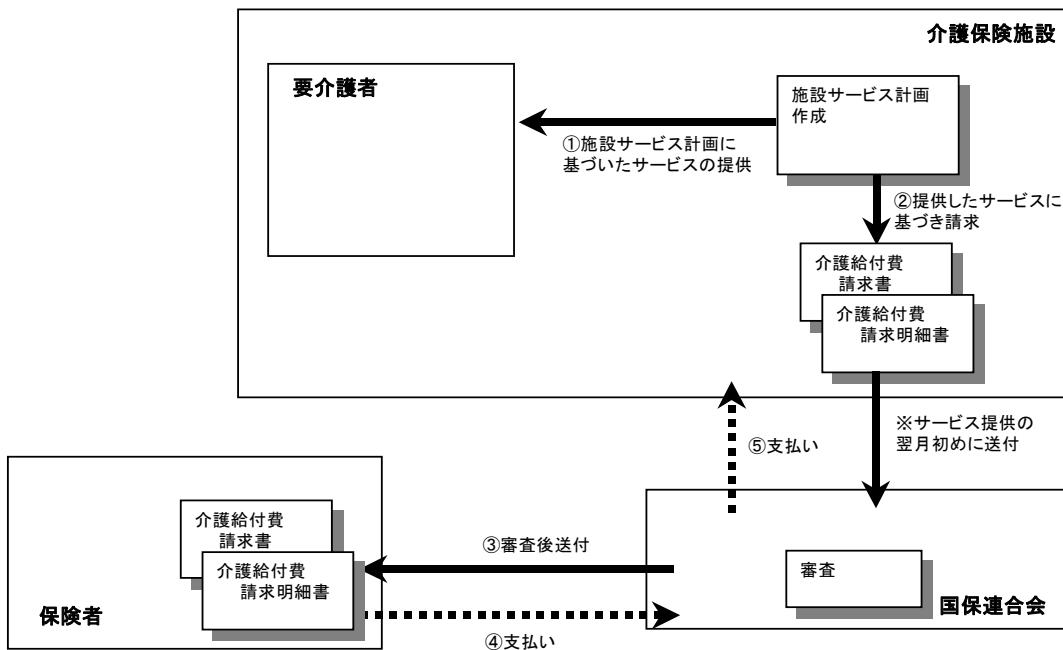 介護保険施設
要介護者
施設サービス計画
作成
①施設サービス計画に
基づいたサービスの提供
②提供したサービスに
基づき請求
介護給付費
請求書
介護給付費
請求明細書
※サービス提供の
翌月初めに送付
⑤支払い
介護給付費
請求書
介護給付費
請求明細書
保険者
③審査後送付
④支払い
審査
国保連合会